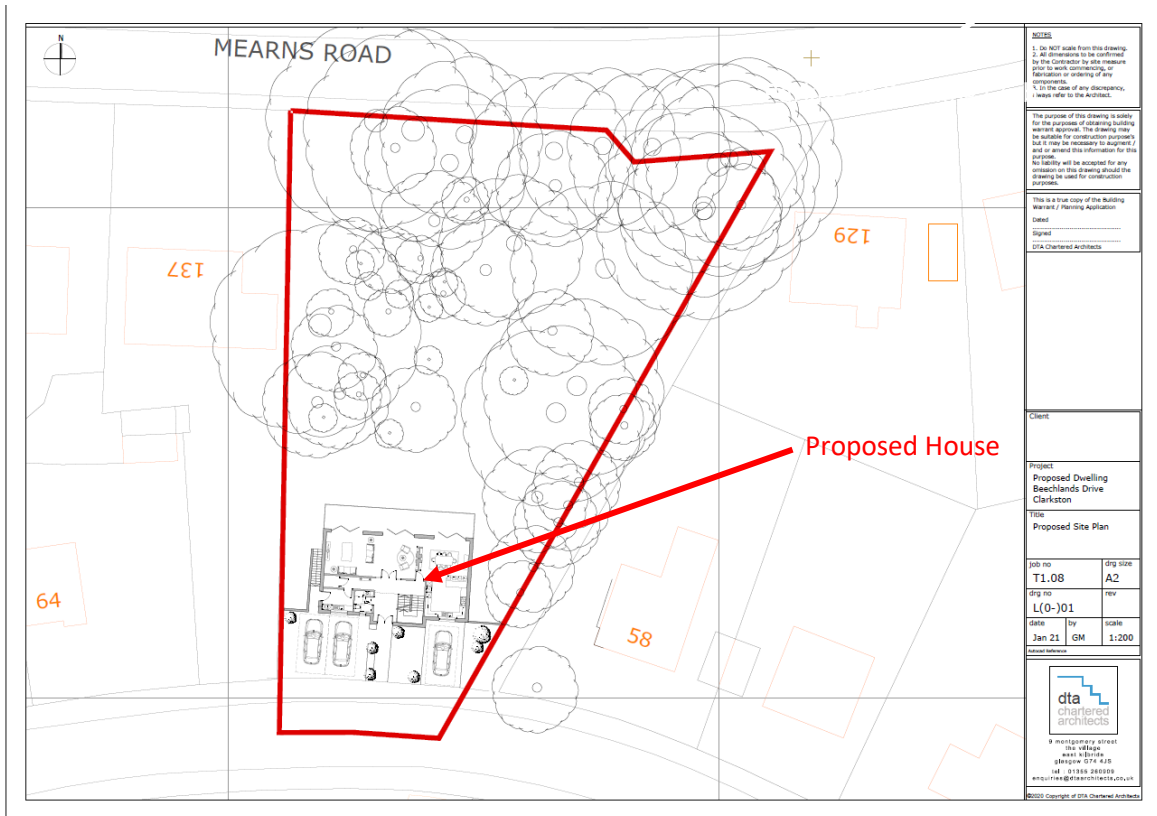 N
MEARNS ROAD
137
129
Proposed House
64
58
NOTES
1. Do NOT scale from this drawing.
2. All dimensions to be confirmed
by the Contractor by site measure
prior to work commencing, or
fabrication or ordering of any
components.
3. In the case of any discrepancy,
always refer to the Architect.
The purpose of this drawing is solely
for the purposes of obtaining building
warrant approval. The drawing may
be suitable for construction purpose's
but it may be necessary to augment /
and or amend this information for this
purpose.
No liability will be accepted for any
omission on this drawing should the
drawing be used for construction
purposes.
This is a true copy of the Building
Warrant / Planning Application
Dated
Signed
DTA Chartered Architects
Client
Project
Proposed Dwelling
Beechlands Drive
Clarkston
Title
Proposed Site Plan
job no
drg size
T1.08
A2
drg no
rev
L(0-)01
date
by
scale
Jan 21
GM
1:200
Autocad Reference
dta
chartered
architects
9 montgomery street
the village
east kilbride
glasgow G74 4JS
tel : 01355 260909
enquiries@dtaarchitects.co.uk
©2020 Copyright of DTA Chartered Architects